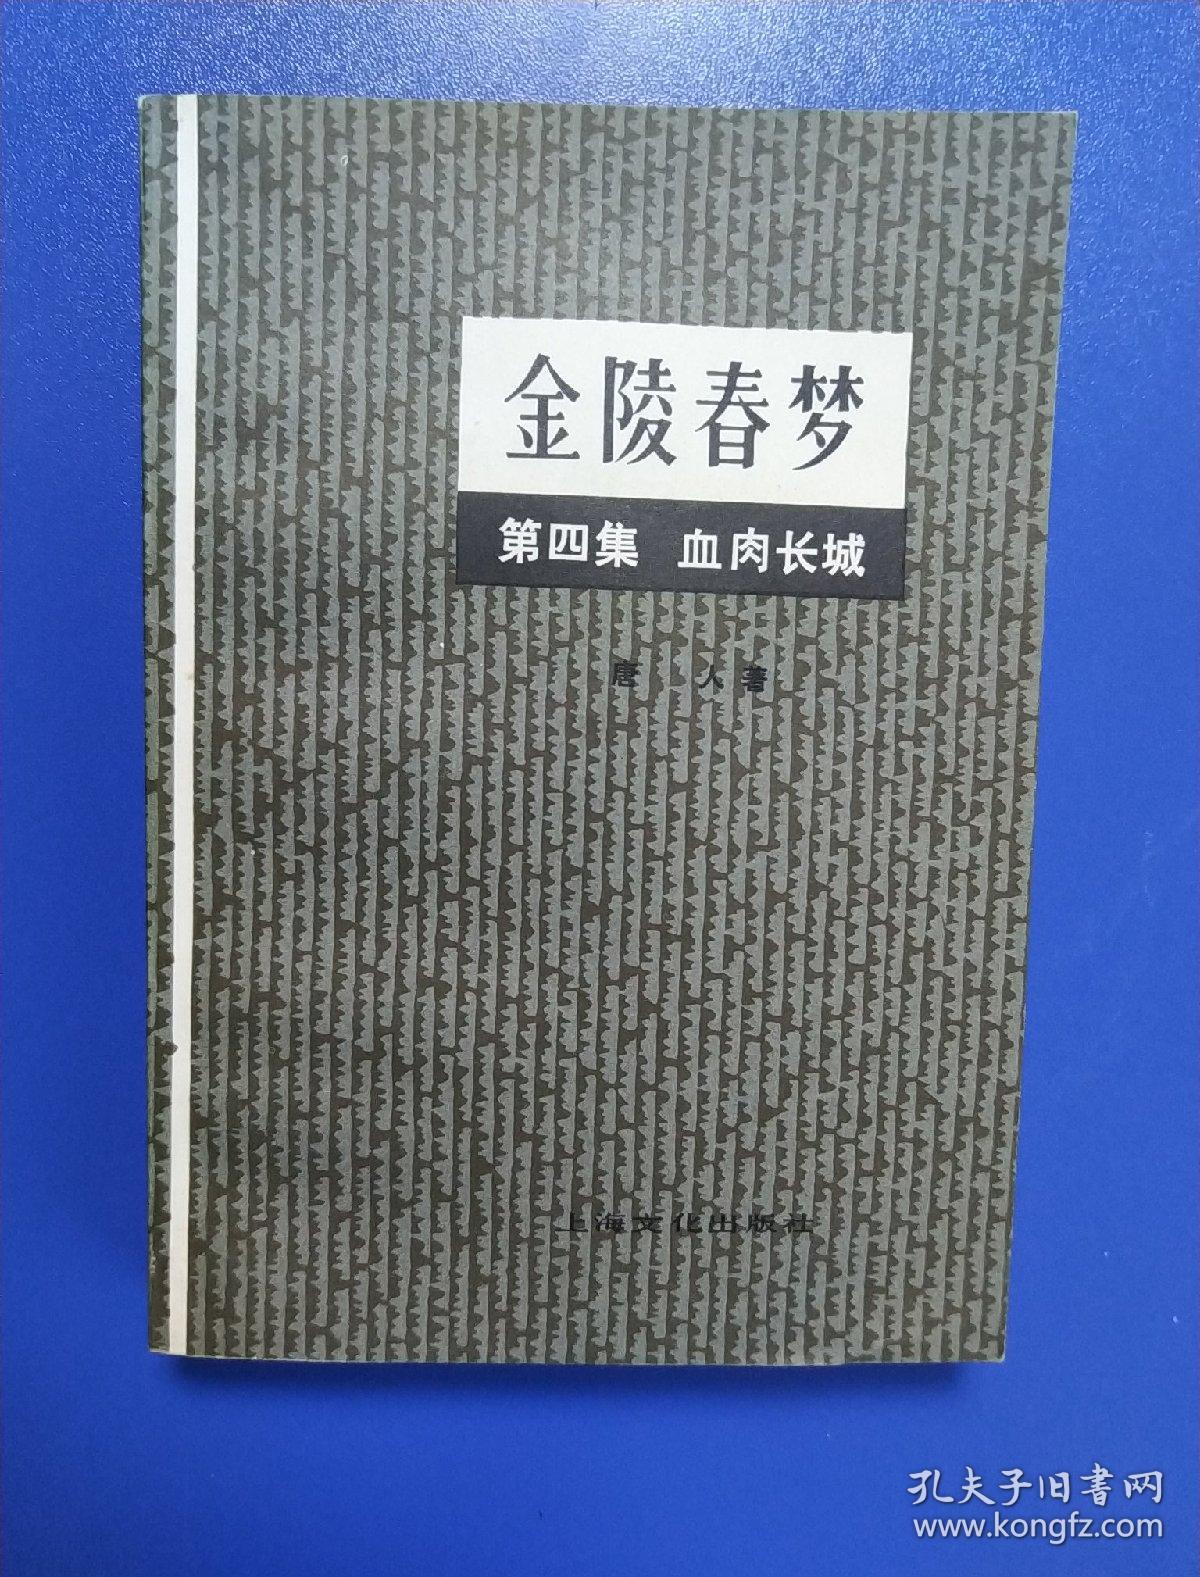 金陵春梦
第四集 血肉长城
唐 人 著
上海文化出版社
孔夫子旧书网
www.kongfz.com